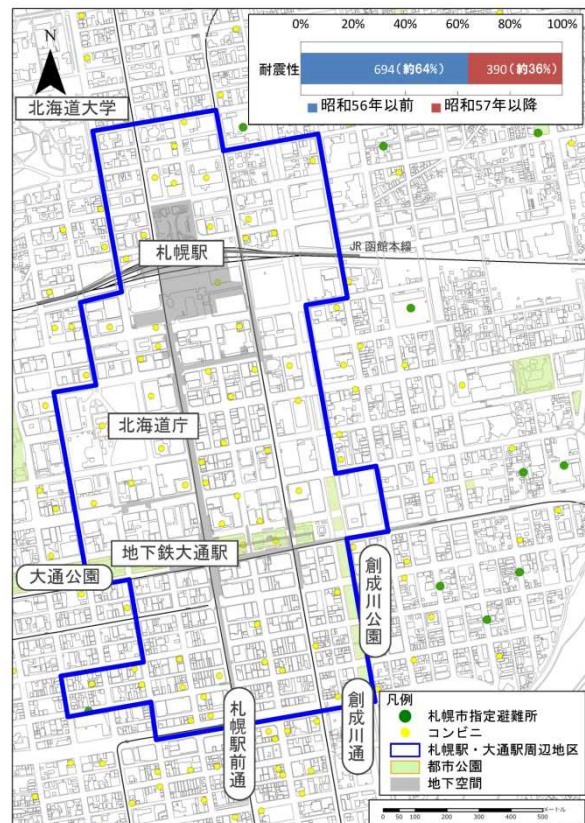 0% 20% 40% 60% 80% 100%
耐震性 694(約64%) 390(約36%)
■昭和56年以前 ■昭和57年以降
N
北海道大学
札幌駅
JR函館本線
北海道庁
地下鉄大通駅
大通公園
創成川公園
札幌駅前通
創成川通
凡例
札幌市指定避難所
コンビニ
札幌駅・大通駅周辺地区
都市公園
地下空間
メートル
0 50 100 200 300 400 500